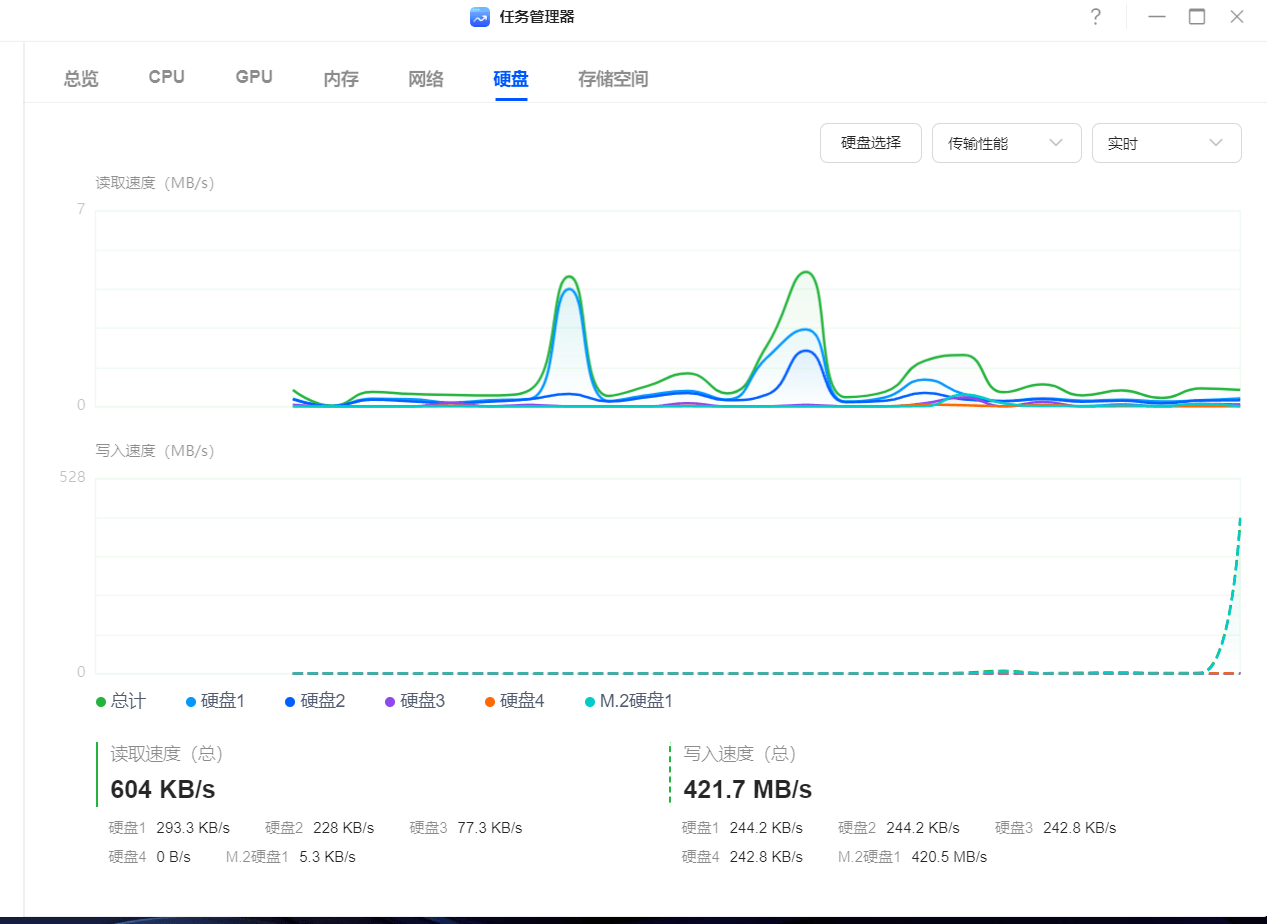 任务管理器
?
总览 CPU GPU 内存 网络 硬盘 存储空间
硬盘选择 传输性能 实时
读取速度（MB/s）
7
0
写入速度（MB/s）
528
0
总计 硬盘1 硬盘2 硬盘3 硬盘4 M.2硬盘1
读取速度（总）
604 KB/s
硬盘1 293.3 KB/s 硬盘2 228 KB/s 硬盘3 77.3 KB/s
硬盘4 0 B/s M.2硬盘1 5.3 KB/s
写入速度（总）
421.7 MB/s
硬盘1 244.2 KB/s 硬盘2 244.2 KB/s 硬盘3 242.8 KB/s
硬盘4 242.8 KB/s M.2硬盘1 420.5 MB/s